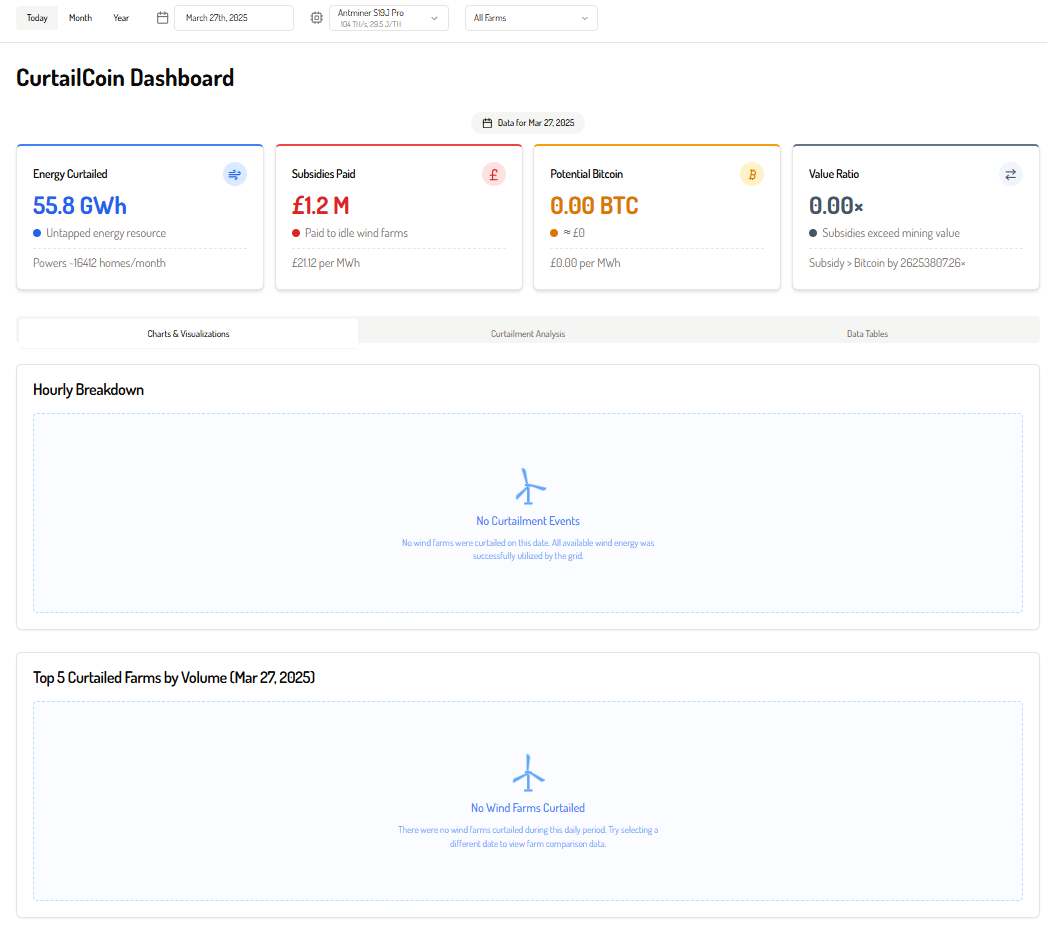 Today Month Year March 27th, 2025 Antminer S19J Pro All Farms
104 TH/s, 29.5 J/TH
CurtailCoin Dashboard
Data for Mar 27, 2025
Energy Curtailed
55.8 GWh
Untapped energy resource
Powers ~16412 homes/month
Subsidies Paid
£
£1.2 M
Paid to idle wind farms
£21.12 per MWh
Potential Bitcoin
₿
0.00 BTC
≈ £0
£0.00 per MWh
Value Ratio
0.00×
Subsidies exceed mining value
Subsidy > Bitcoin by 26253807.26×
Charts & Visualizations Curtailment Analysis Data Tables
Hourly Breakdown
No Curtailment Events
No wind farms were curtailed on this date. All available wind energy was
successfully utilized by the grid.
Top 5 Curtailed Farms by Volume (Mar 27, 2025)
No Wind Farms Curtailed
There were no wind farms curtailed during this daily period. Try selecting a
different date to view farm comparison data.